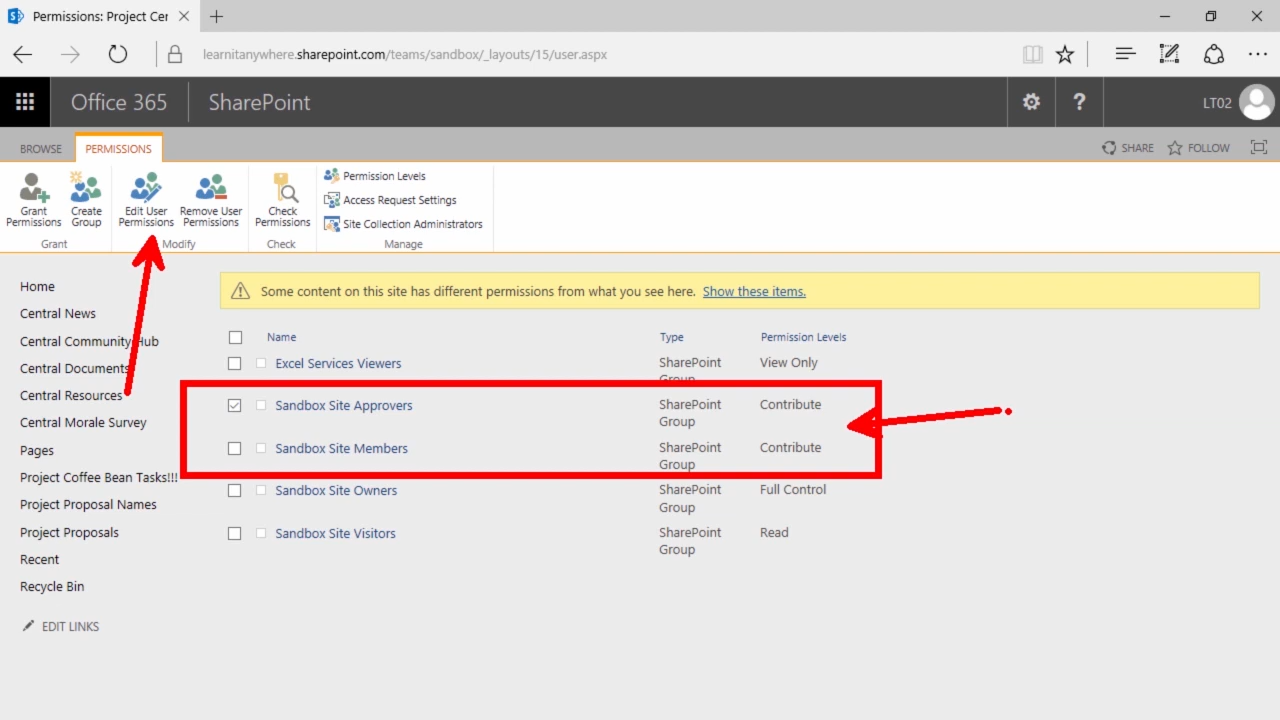 Permissions: Project Cer
learnitanywhere.sharepoint.com/teams/sandbox/_layouts/15/user.aspx
Office 365 SharePoint ? LT02
BROWSE PERMISSIONS SHARE FOLLOW
Grant Permissions
Create Group
Edit User Permissions
Remove User Permissions
Check Permissions
Permission Levels
Access Request Settings
Site Collection Administrators
Grant Modify Check Manage
Some content on this site has different permissions from what you see here. Show these items.
Home
Central News
Central Community Hub
Central Documents
Central Resources
Central Morale Survey
Pages
Project Coffee Bean Tasks!!!
Project Proposal Names
Project Proposals
Recent
Recycle Bin
EDIT LINKS
Name Type Permission Levels
Excel Services Viewers SharePoint Group View Only
Sandbox Site Approvers SharePoint Group Contribute
Sandbox Site Members SharePoint Group Contribute
Sandbox Site Owners SharePoint Group Full Control
Sandbox Site Visitors SharePoint Group Read